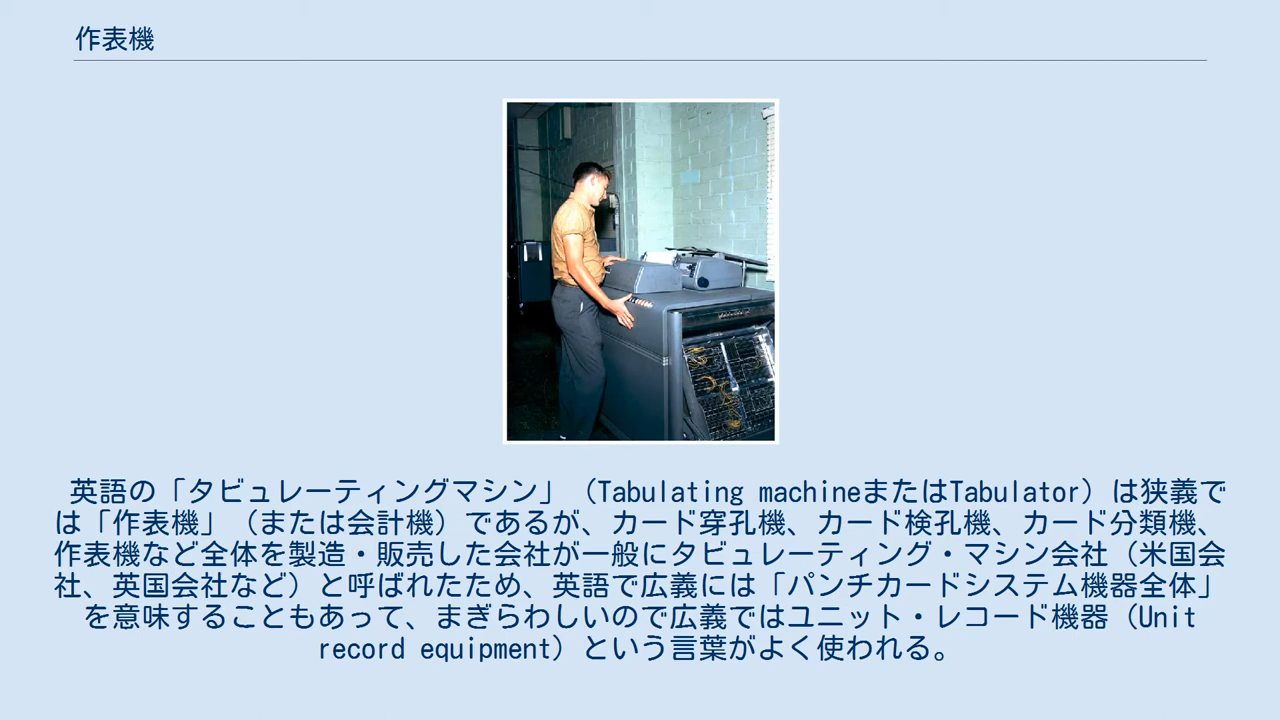 作表機
英語の「タビュレーティングマシン」（Tabulating machineまたはTabulator）は狭義で
は「作表機」（または会計機）であるが、カード穿孔機、カード検孔機、カード分類機、
作表機など全体を製造・販売した会社が一般にタビュレーティング・マシン会社（米国会
社、英国会社など）と呼ばれたため、英語で広義には「パンチカードシステム機器全体」
を意味することもあって、まぎらわしいので広義ではユニット・レコード機器（Unit
record equipment）という言葉がよく使われる。